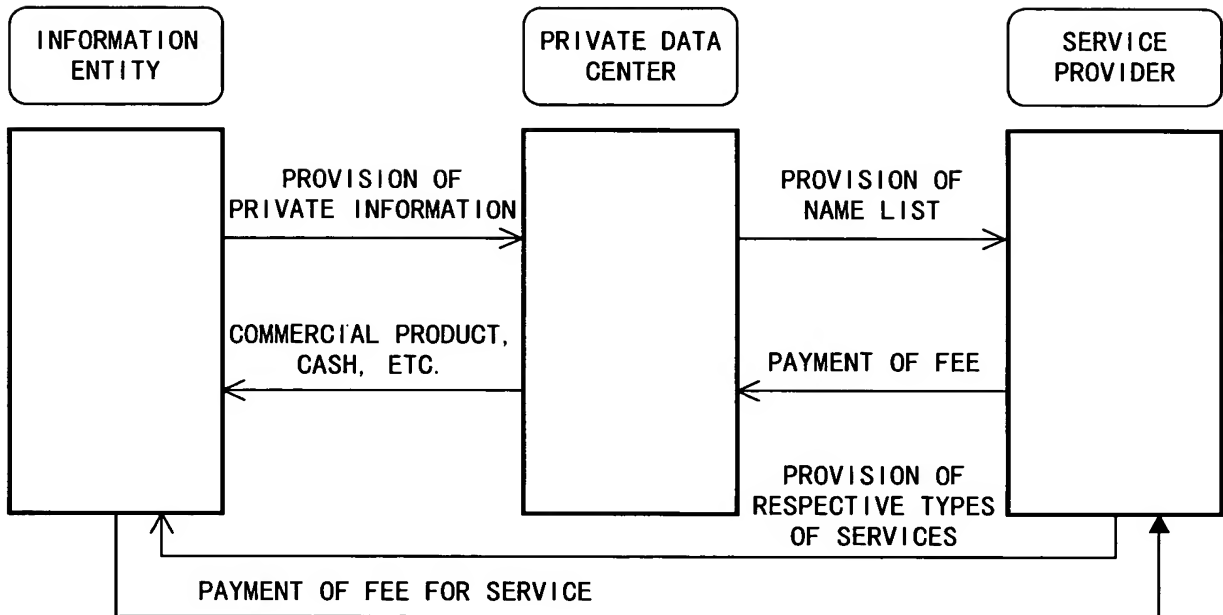 INFORMATION
ENTITY
PRIVATE DATA
CENTER
SERVICE
PROVIDER
PROVISION OF
PRIVATE INFORMATION
PROVISION OF
NAME LIST
COMMERCIAL PRODUCT,
CASH, ETC.
PAYMENT OF FEE
PROVISION OF
RESPECTIVE TYPES
OF SERVICES
PAYMENT OF FEE FOR SERVICE